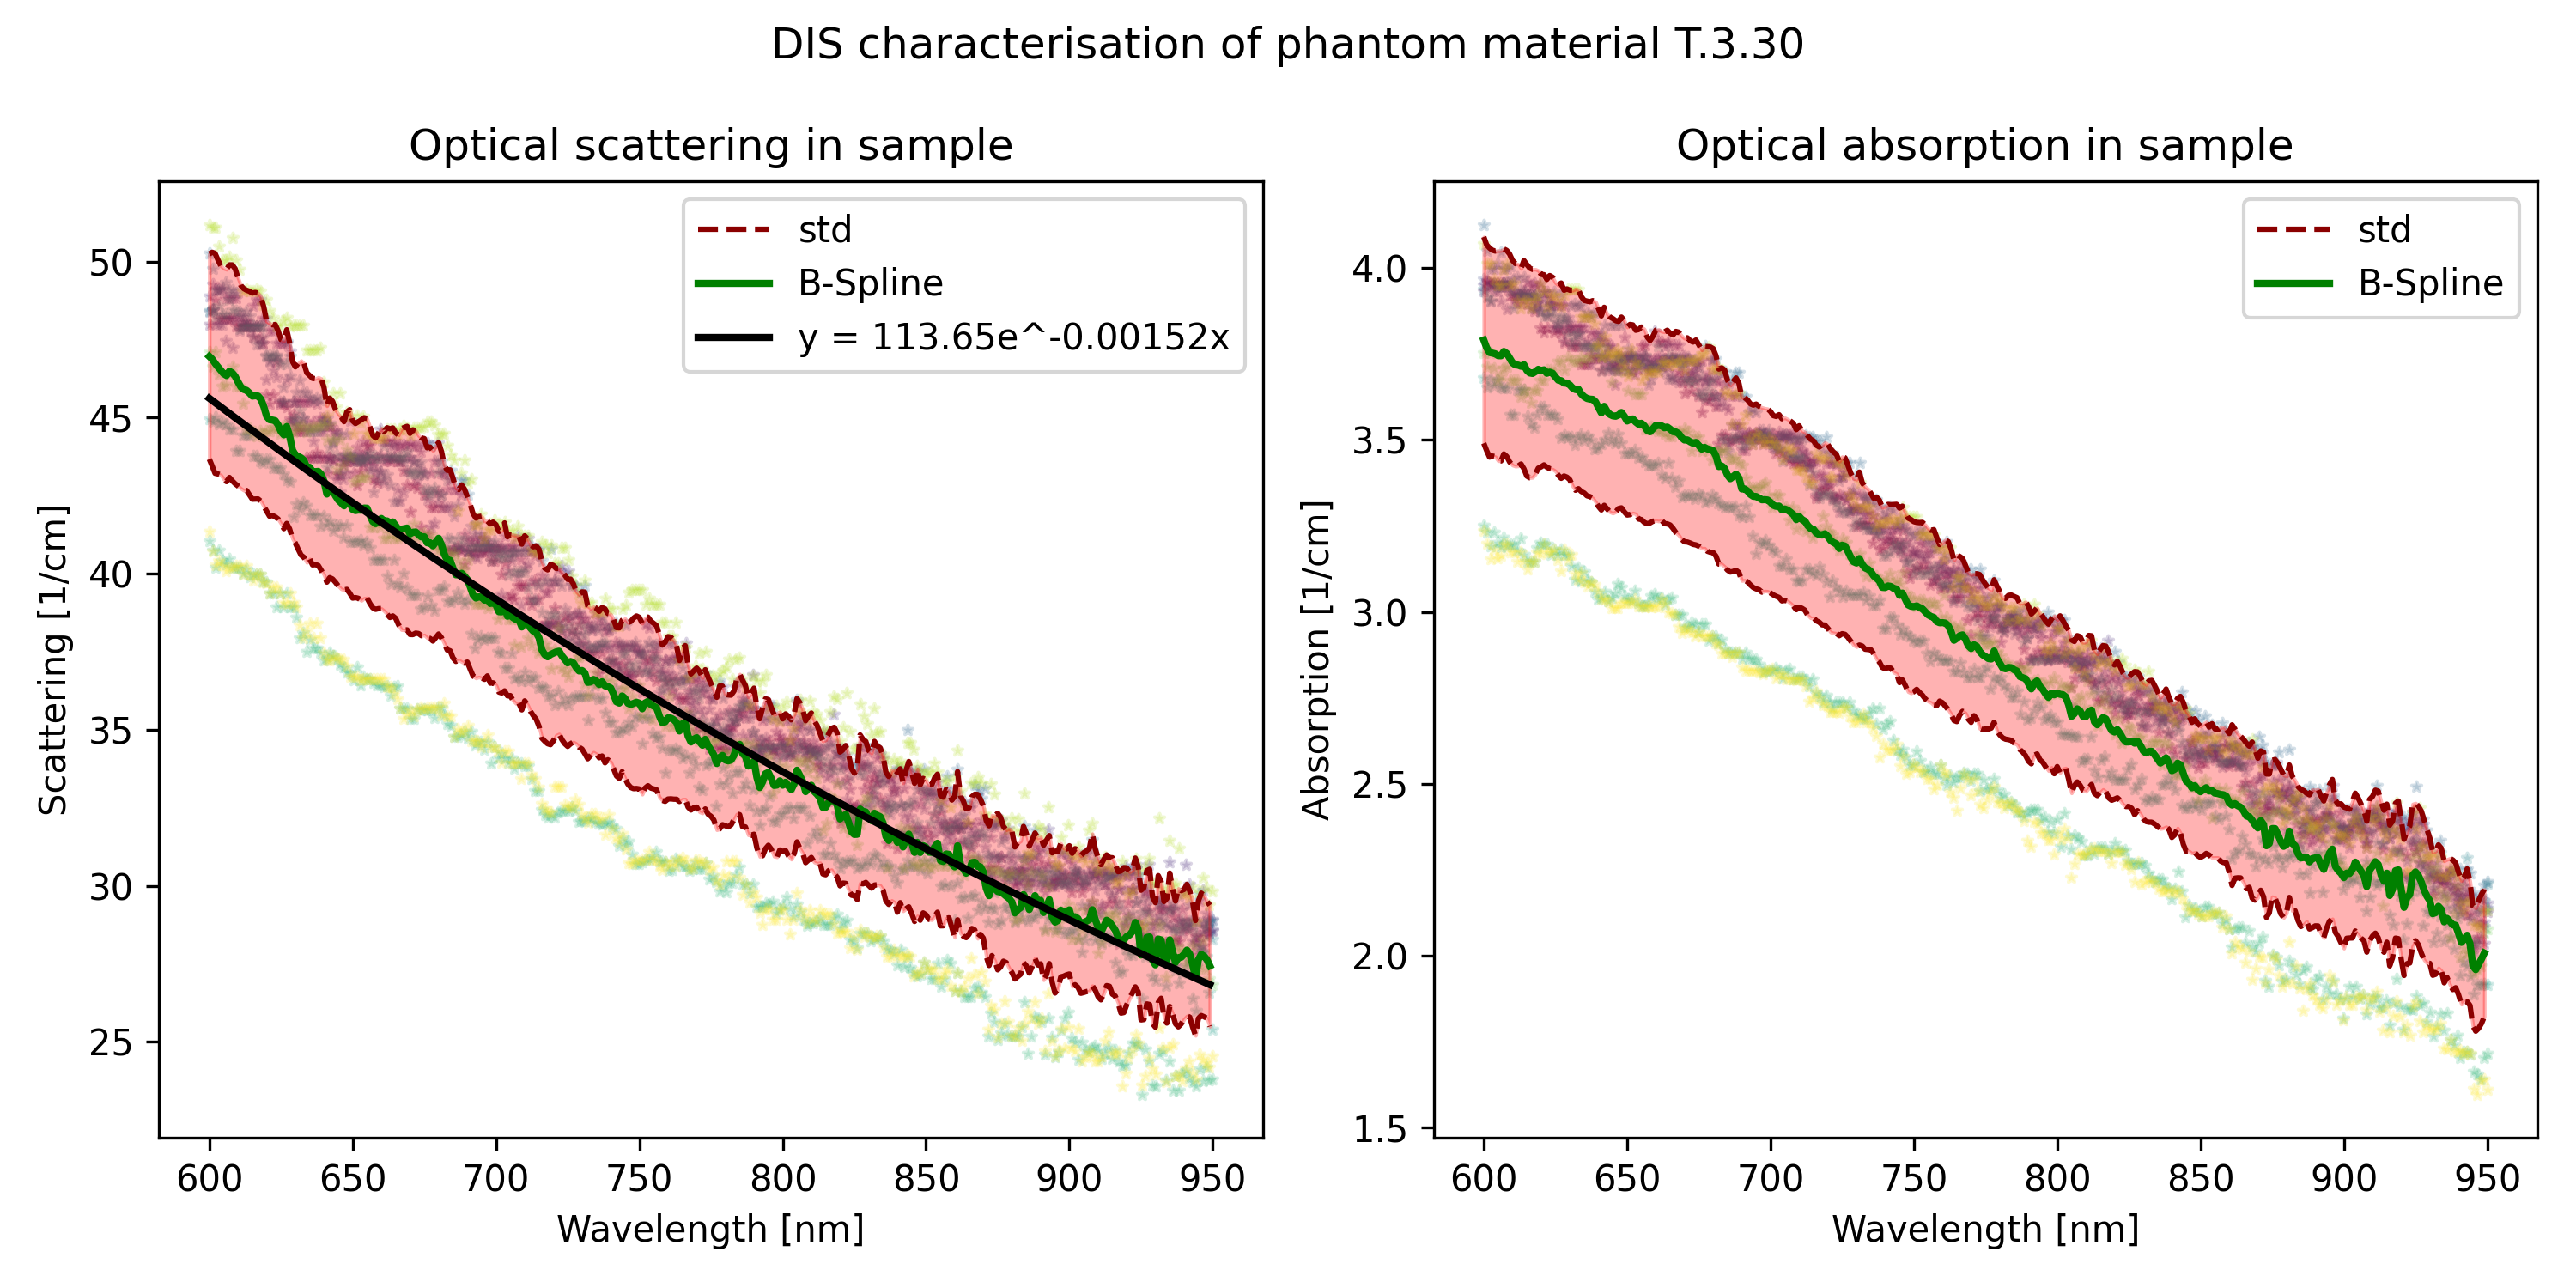 DIS characterisation of phantom material T.3.30
Optical scattering in sample
std
B-Spline
y = 113.65e^-0.00152x
50
45
40
35
30
25
Scattering [1/cm]
600 650 700 750 800 850 900 950
Wavelength [nm]
Optical absorption in sample
std
B-Spline
4.0
3.5
3.0
2.5
2.0
1.5
Absorption [1/cm]
600 650 700 750 800 850 900 950
Wavelength [nm]